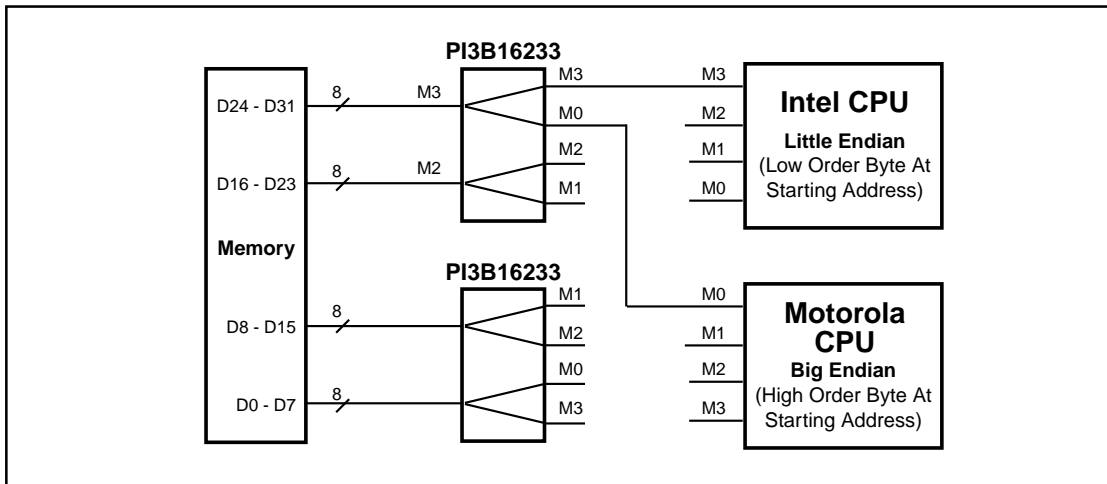 PI3B16233
M3
M3
8
M3
D24 - D31
Intel CPU
M0
M2
Little Endian
M2
M1
(Low Order Byte At
8
M2
D16 - D23
M1
M0
Starting Address)
Memory
PI3B16233
M1
M0
Motorola
8
D8 - D15
M2
M1
CPU
M0
M2
Big Endian
8
(High Order Byte At
D0 - D7
M3
M3
Starting Address)